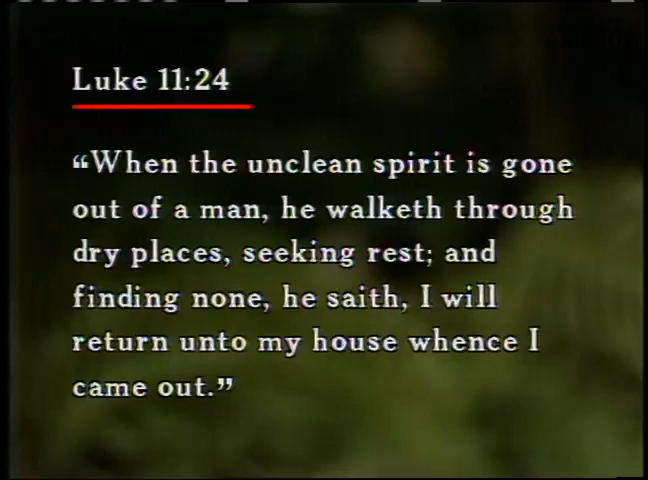 Luke 11:24
“When the unclean spirit is gone
out of a man, he walketh through
dry places, seeking rest; and
finding none, he saith, I will
return unto my house whence I
came out.”